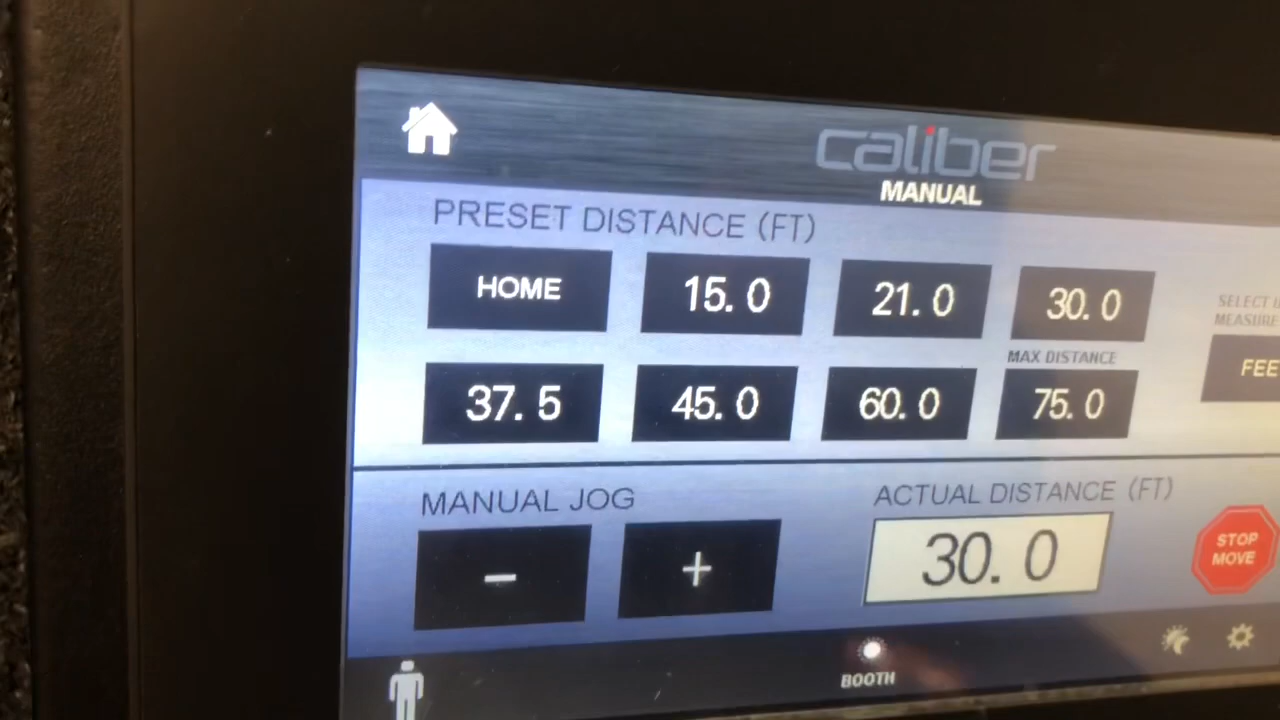 caliber
MANUAL
PRESET DISTANCE (FT)
HOME 15.0 21.0 30.0
SELECT
MEASURE
MAX DISTANCE
37.5 45.0 60.0 75.0
FEE
MANUAL JOG
ACTUAL DISTANCE (FT)
- +
30.0
STOP
MOVE
BOOTH